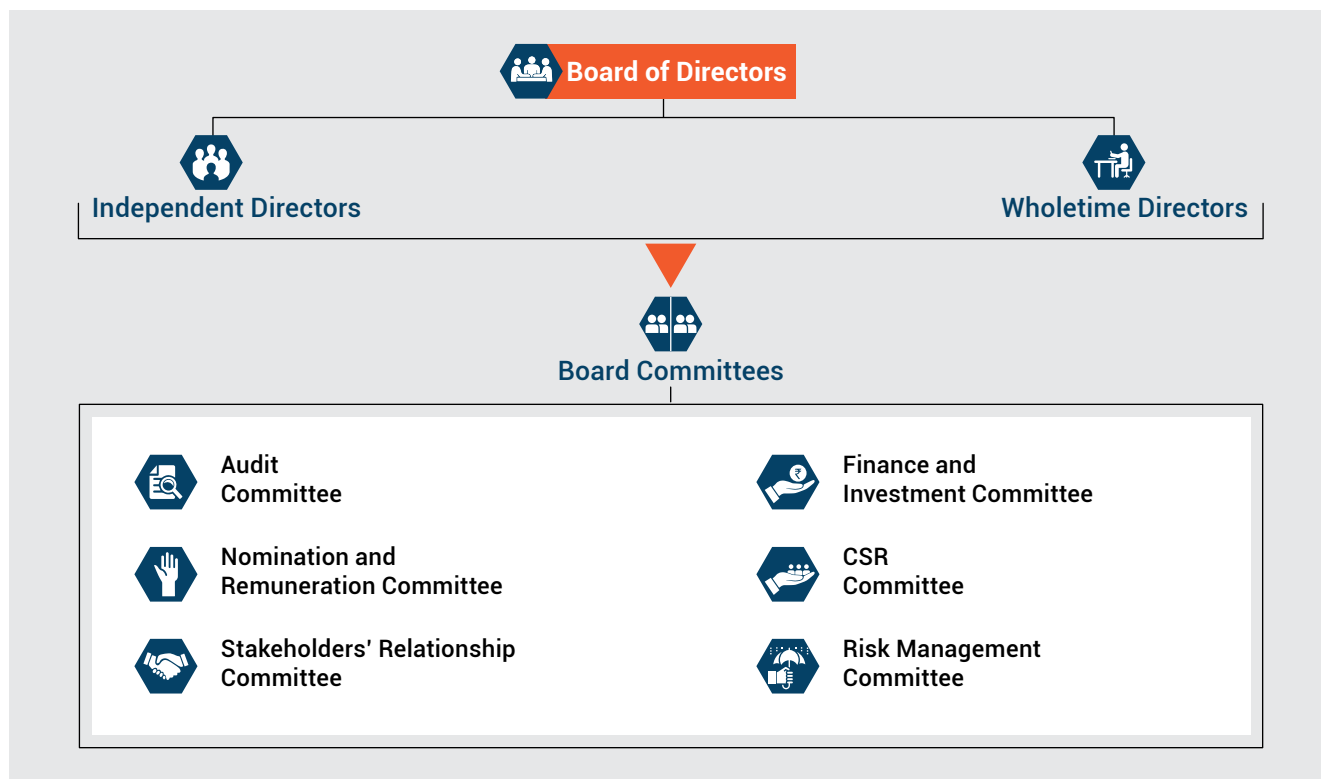 Board of Directors
Independent Directors
Wholetime Directors
Board Committees
Audit
Committee
Nomination and
Remuneration Committee
Stakeholders' Relationship
Committee
₹
Finance and
Investment Committee
CSR
Committee
Risk Management
Committee